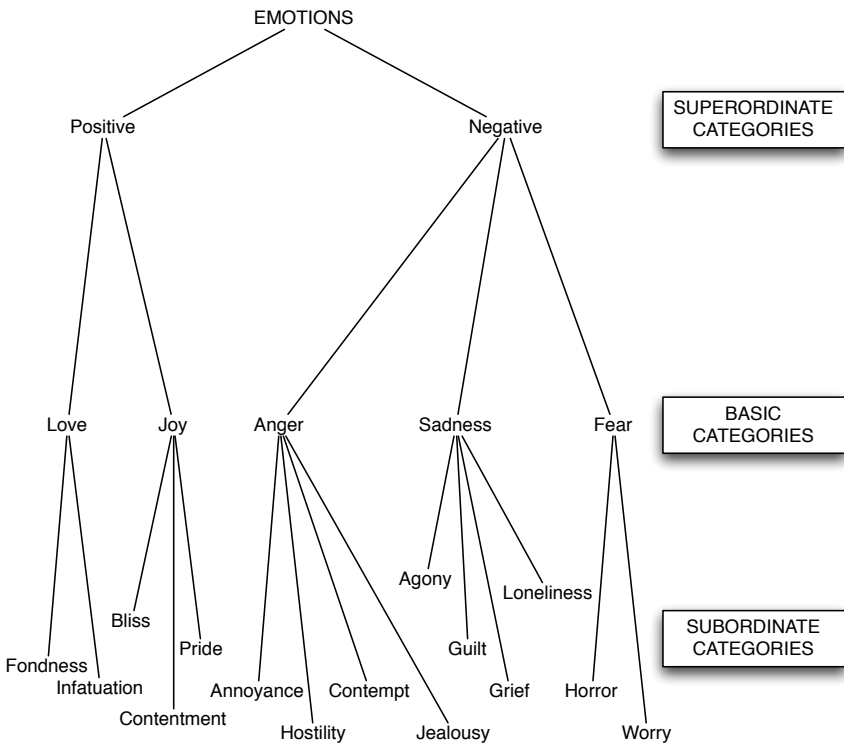 EMOTIONS
SUPERORDINATE
CATEGORIES
Positive
Negative
BASIC
CATEGORIES
Love
Joy
Anger
Sadness
Fear
Agony
Loneliness
Bliss
SUBORDINATE
CATEGORIES
Pride
Guilt
Fondness
Infatuation
Annoyance
Contempt
Grief
Horror
Contentment
Hostility
Jealousy
Worry